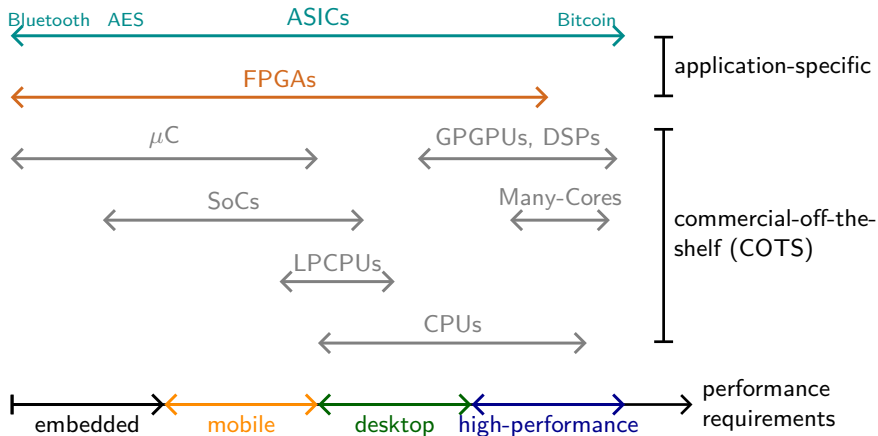 Bluetooth AES ASICs Bitcoin
application-specific
FPGAs
μC GPGPUs, DSPs
SoCs Many-Cores
commercial-off-the-
shelf (COTS)
LPCPUs
CPUs
embedded mobile desktop high-performance
performance
requirements